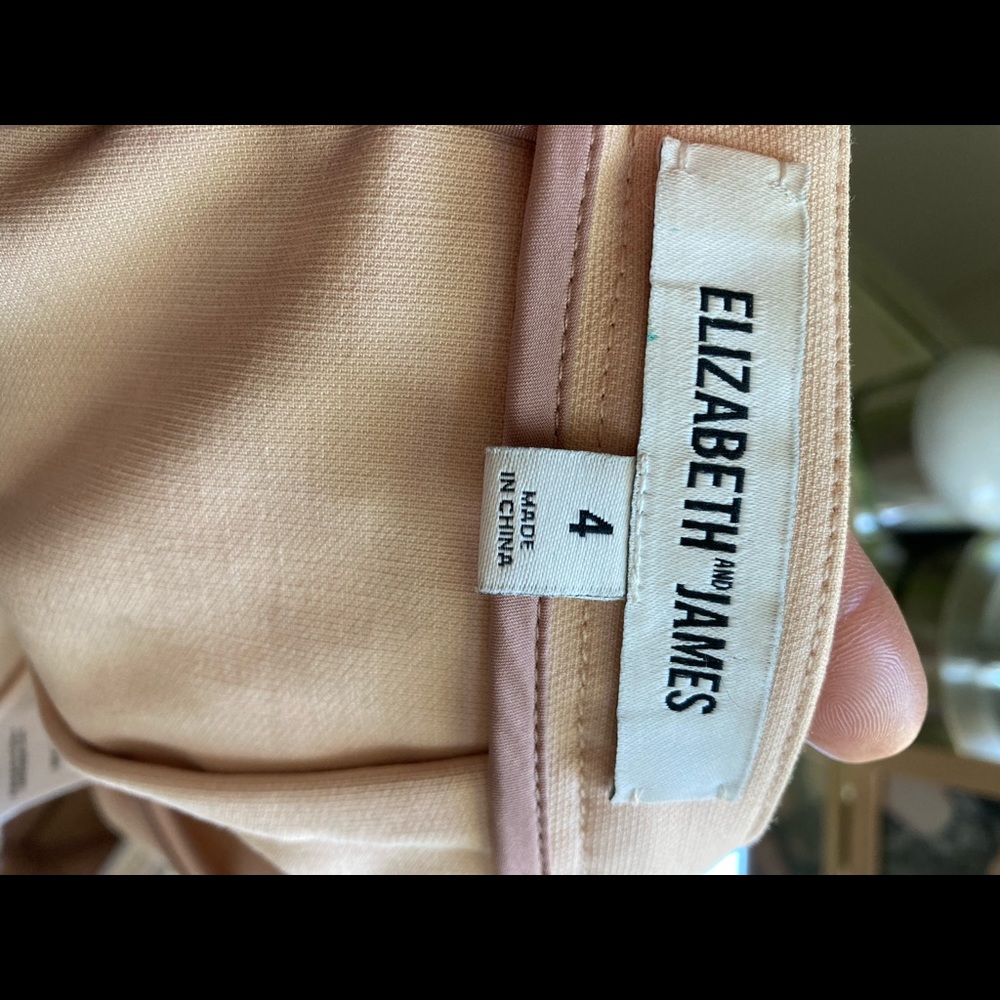 ELIZABETH AND JAMES
4
MADE
IN CHINA